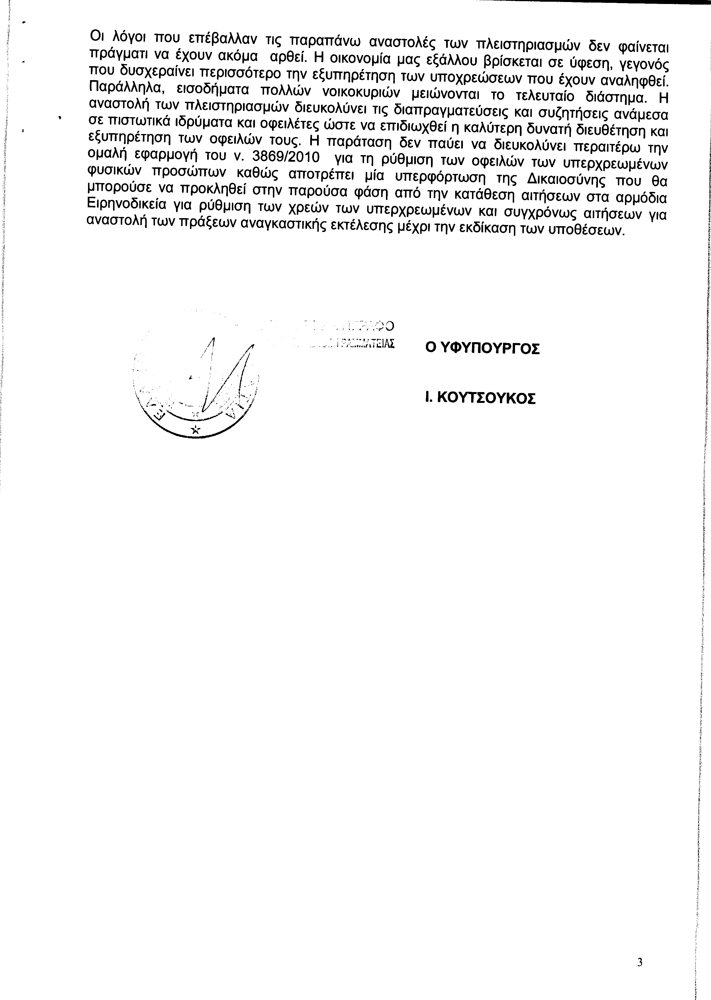 Οι λόγοι που επέβαλλαν τις παραπάνω αναστολές των πλειστηριασμών δεν φαίνεται
πράγματι να έχουν ακόμα αρθεί. Η οικονομία μας εξάλλου βρίσκεται σε ύφεση, γεγονός
που δυσχεραίνει περισσότερο την εξυπηρέτηση των υποχρεώσεων που έχουν αναληφθεί.
Παράλληλα, εισοδήματα πολλών νοικοκυριών μειώνονται το τελευταίο διάστημα. Η
αναστολή των πλειστηριασμών διευκολύνει τις διαπραγματεύσεις και συζητήσεις ανάμεσα
σε πιστωτικά ιδρύματα και οφειλέτες ώστε να επιδιωχθεί η καλύτερη δυνατή διευθέτηση και
εξυπηρέτηση των οφειλών τους. Η παράταση δεν παύει να διευκολύνει περαιτέρω την
ομαλή εφαρμογή του ν. 3869/2010 για τη ρύθμιση των οφειλών των υπερχρεωμένων
φυσικών προσώπων καθώς αποτρέπει μία υπερφόρτωση της Δικαιοσύνης που θα
μπορούσε να προκληθεί στην παρούσα φάση από την κατάθεση αιτήσεων στα αρμόδια
Ειρηνοδικεία για ρύθμιση των χρεών των υπερχρεωμένων και συγχρόνως αιτήσεων για
αναστολή των πράξεων αναγκαστικής εκτέλεσης μέχρι την εκδίκαση των υποθέσεων.
ΓΡΑΜΜΑΤΕΙΑΣ
Ο ΥΦΥΠΟΥΡΓΟΣ
Ι. ΚΟΥΤΣΟΥΚΟΣ
3